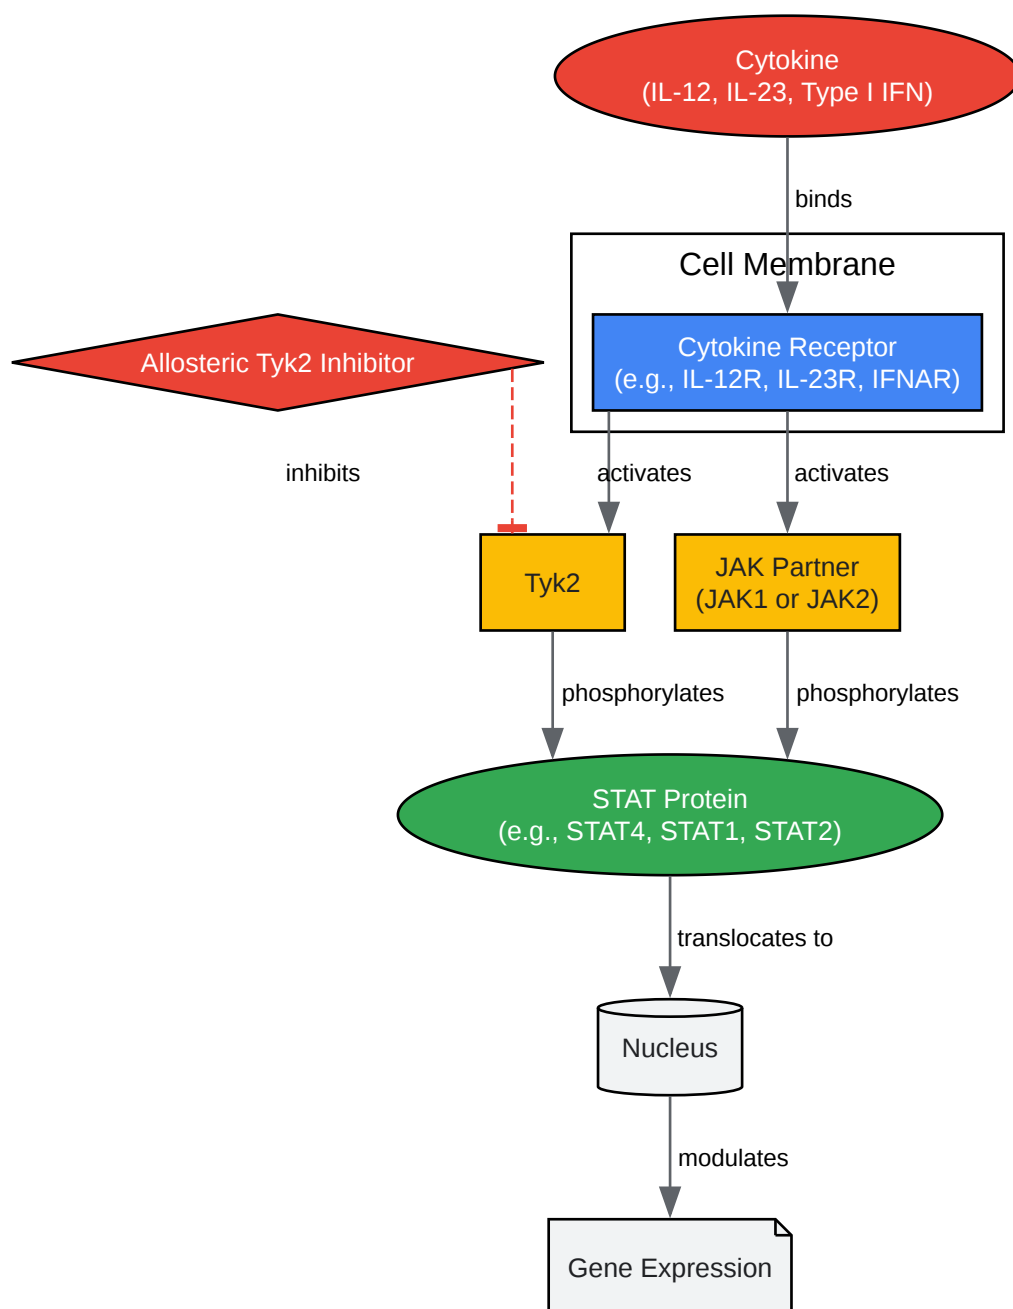 Cytokine
(IL-12, IL-23, Type I IFN)
binds
Cell Membrane
Allosteric Tyk2 Inhibitor
Cytokine Receptor
(e.g., IL-12R, IL-23R, IFNAR)
inhibits
activates
activates
Tyk2
JAK Partner
(JAK1 or JAK2)
phosphorylates
phosphorylates
STAT Protein
(e.g., STAT4, STAT1, STAT2)
translocates to
Nucleus
modulates
Gene Expression